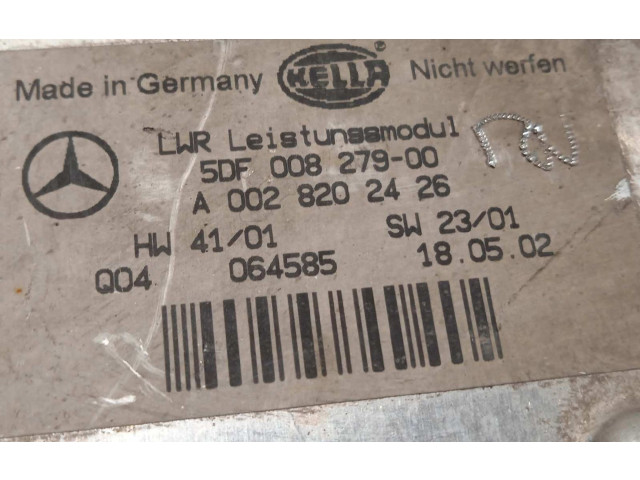 Made in Germany HELLA ® Nicht werfen
LWR Leistungsmodul
5DF 008 279-00
A 002 820 24 26
HW 41/01 SW 23/01
Q04 064585 18.05.02